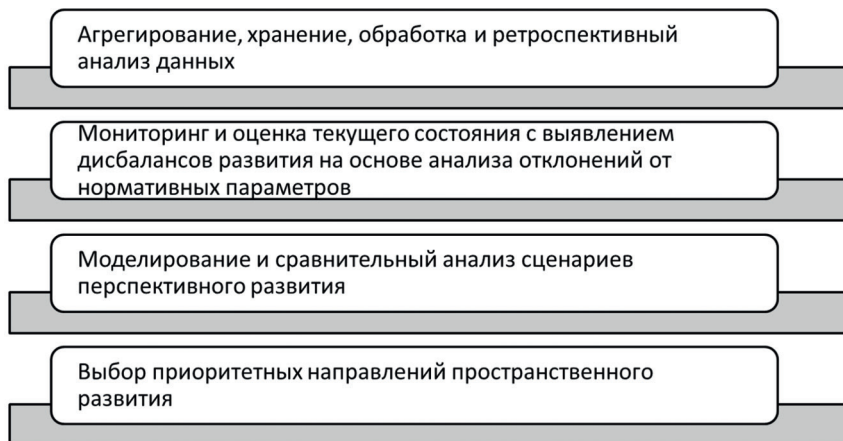 Агрегирование, хранение, обработка и ретроспективный
анализ данных
Мониторинг и оценка текущего состояния с выявлением
дисбалансов развития на основе анализа отклонений от
нормативных параметров
Моделирование и сравнительный анализ сценариев
перспективного развития
Выбор приоритетных направлений пространственного
развития